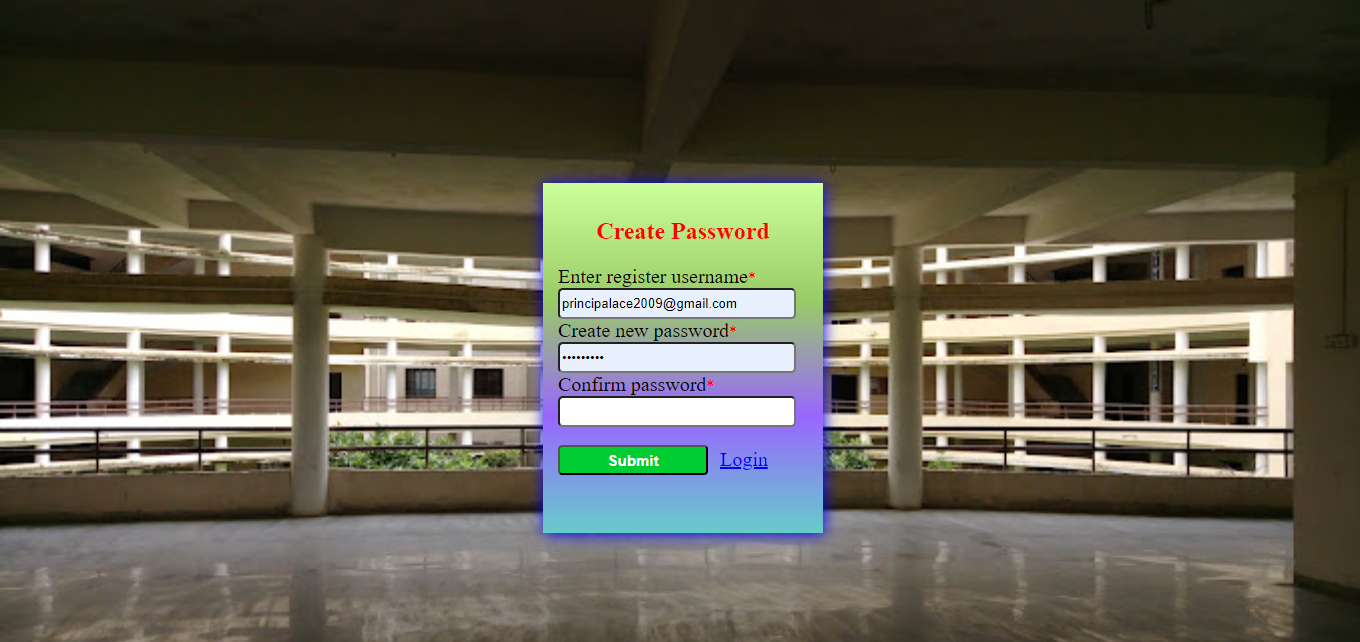 Create Password
Enter register username*
principalace2009@gmail.com
Create new password*
•••••••••
Confirm password*
Submit Login